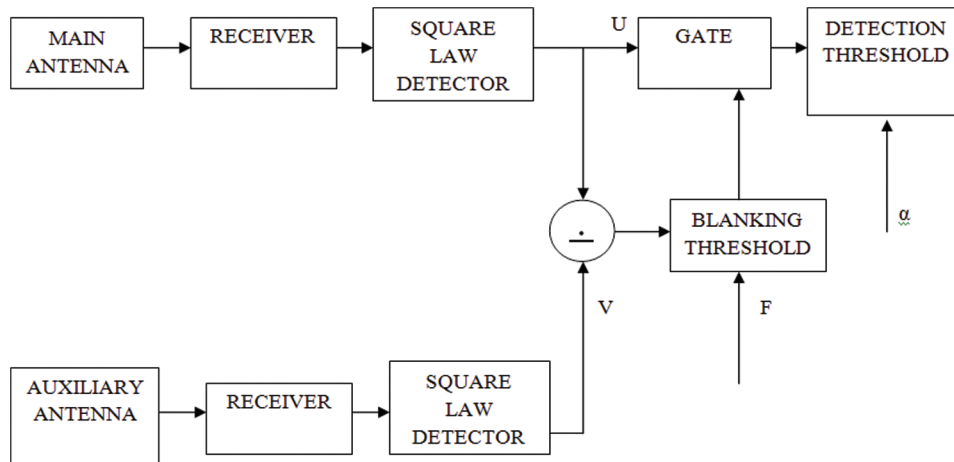 MAIN
ANTENNA
RECEIVER
SQUARE
LAW
DETECTOR
U
GATE
DETECTION
THRESHOLD
÷
BLANKING
THRESHOLD
α
V
F
AUXILIARY
ANTENNA
RECEIVER
SQUARE
LAW
DETECTOR